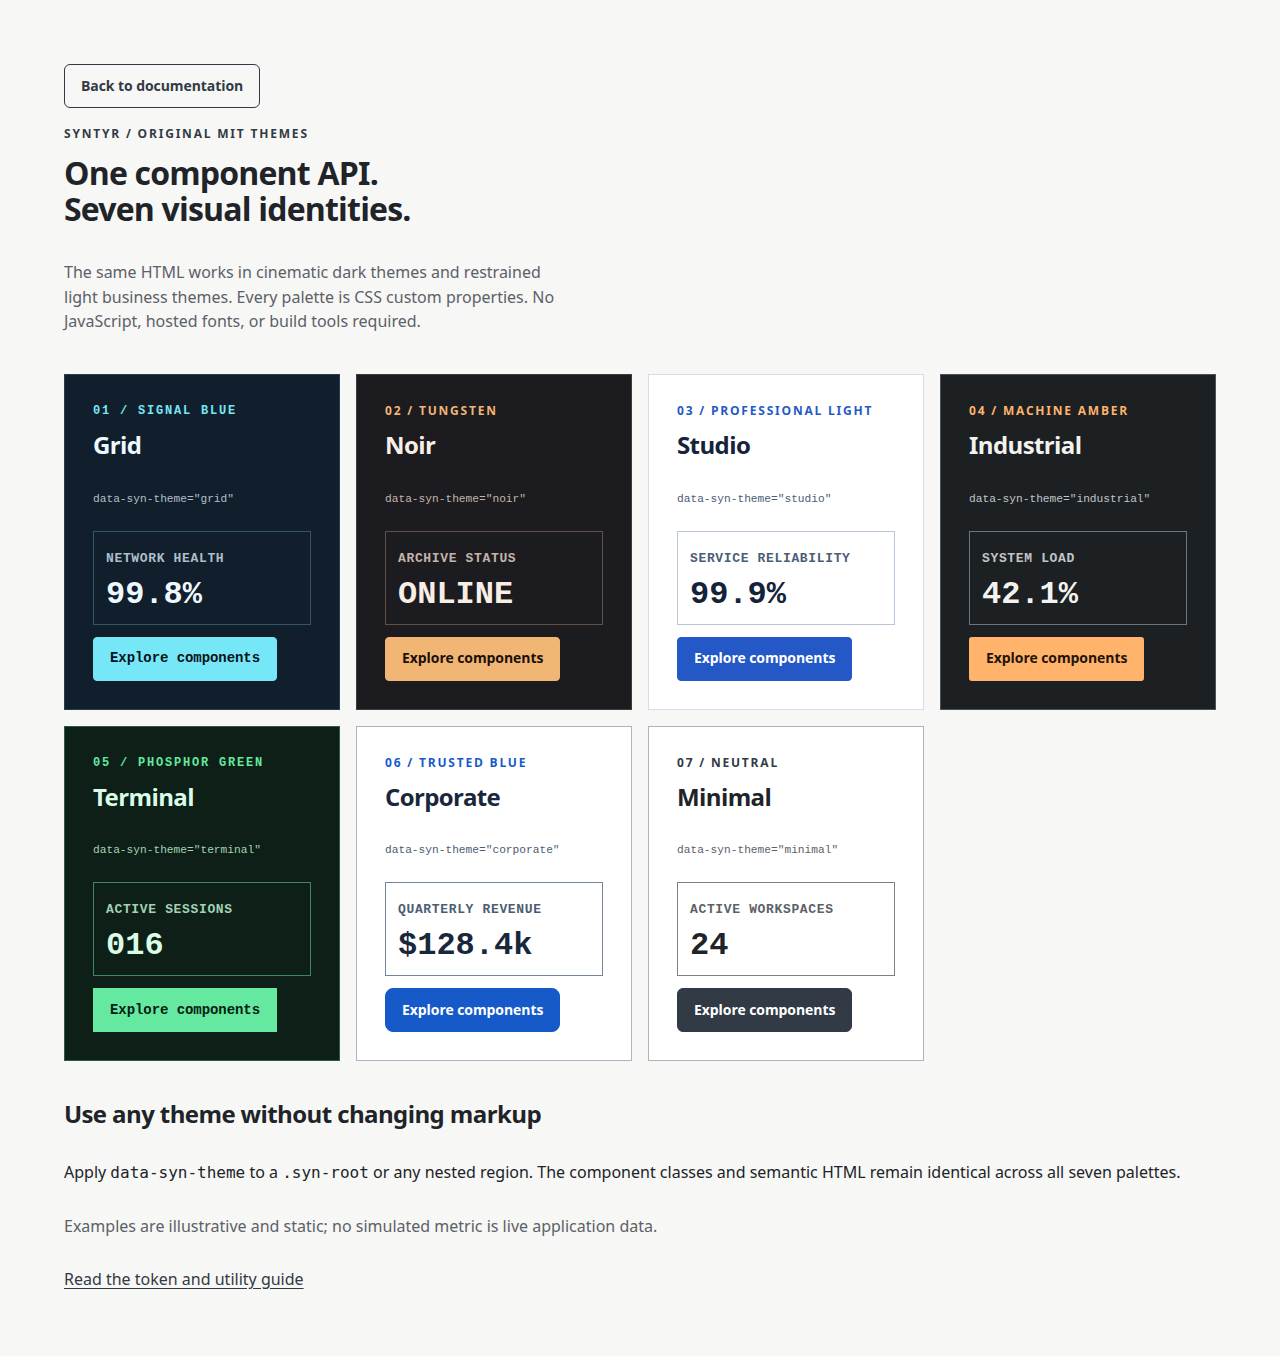 Back to documentation
SYNTYR / ORIGINAL MIT THEMES
One component API.
Seven visual identities.
The same HTML works in cinematic dark themes and restrained
light business themes. Every palette is CSS custom properties. No
JavaScript, hosted fonts, or build tools required.
01 / SIGNAL BLUE
Grid
data-syn-theme="grid"
NETWORK HEALTH
99.8%
Explore components
02 / TUNGSTEN
Noir
data-syn-theme="noir"
ARCHIVE STATUS
ONLINE
Explore components
03 / PROFESSIONAL LIGHT
Studio
data-syn-theme="studio"
SERVICE RELIABILITY
99.9%
Explore components
04 / MACHINE AMBER
Industrial
data-syn-theme="industrial"
SYSTEM LOAD
42.1%
Explore components
05 / PHOSPHOR GREEN
Terminal
data-syn-theme="terminal"
ACTIVE SESSIONS
016
Explore components
06 / TRUSTED BLUE
Corporate
data-syn-theme="corporate"
QUARTERLY REVENUE
$128.4k
Explore components
07 / NEUTRAL
Minimal
data-syn-theme="minimal"
ACTIVE WORKSPACES
24
Explore components
Use any theme without changing markup
Apply data-syn-theme to a .syn-root or any nested region. The component classes and semantic HTML remain identical across all seven palettes.
Examples are illustrative and static; no simulated metric is live application data.
Read the token and utility guide